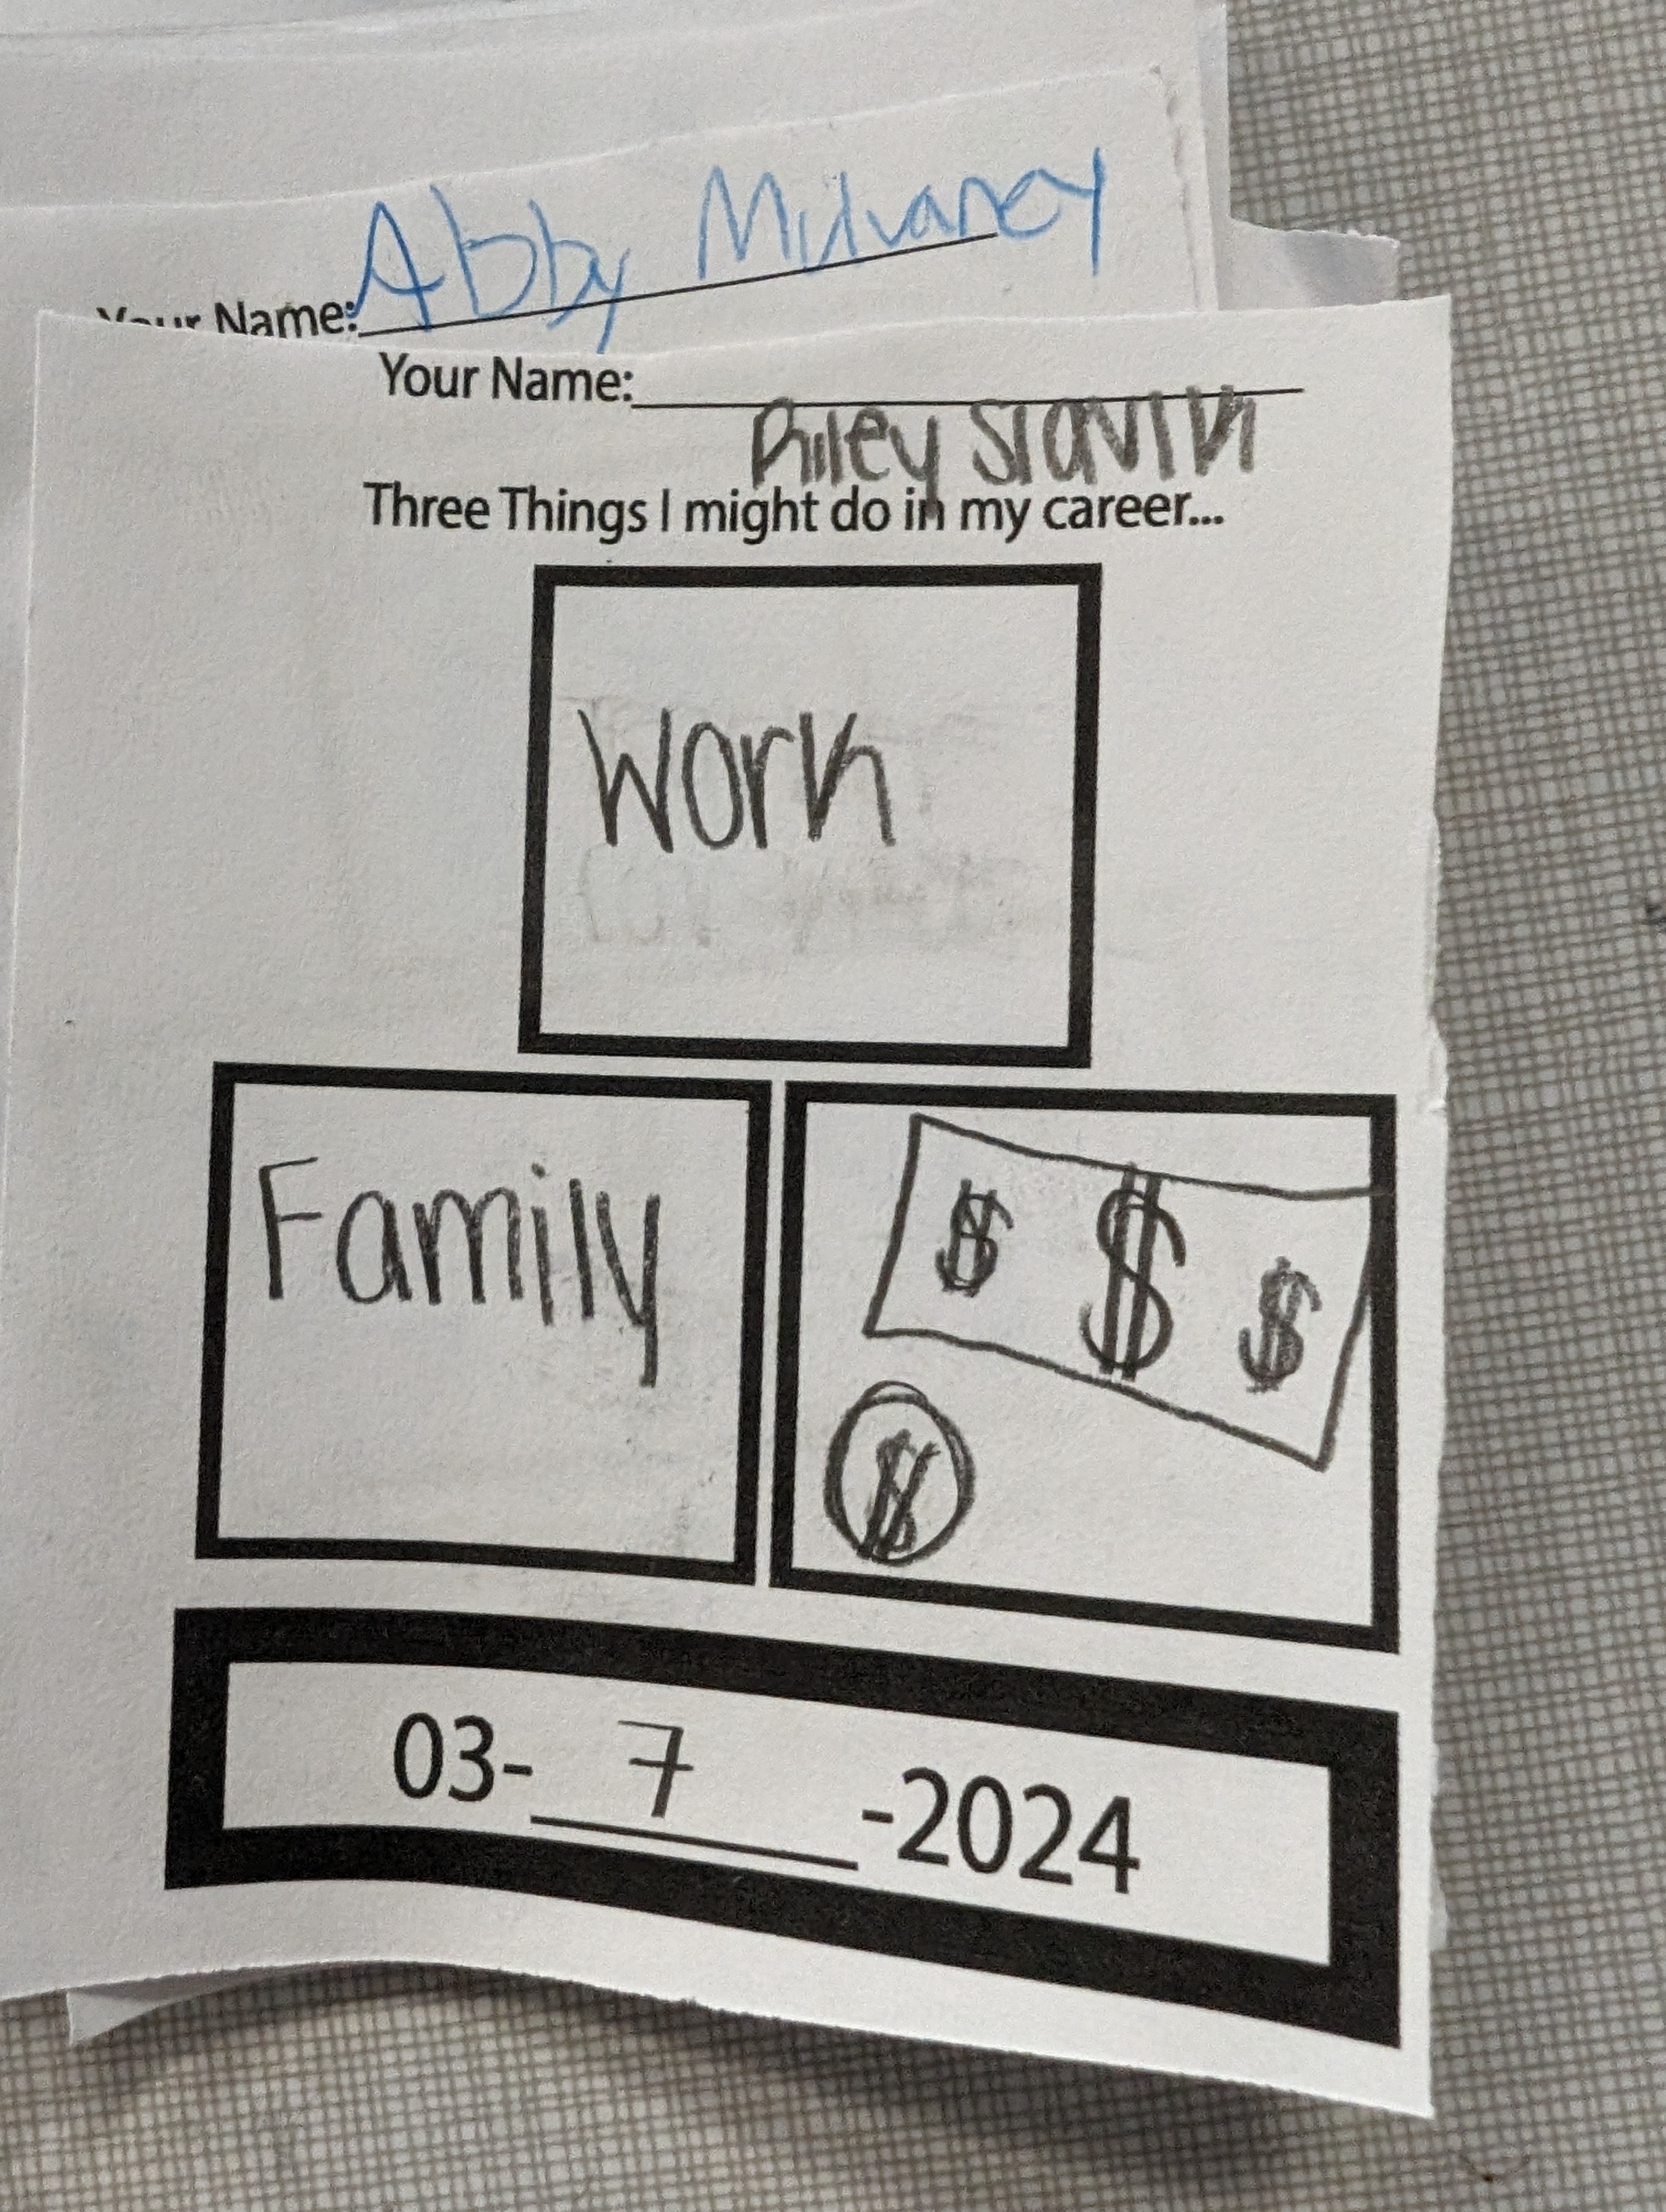 Your Name: Abby Mulvaney
Your Name:
Riley Slavin
Three Things I might do in my career...
Work
Family
$ $ $
$
03- 7 -2024